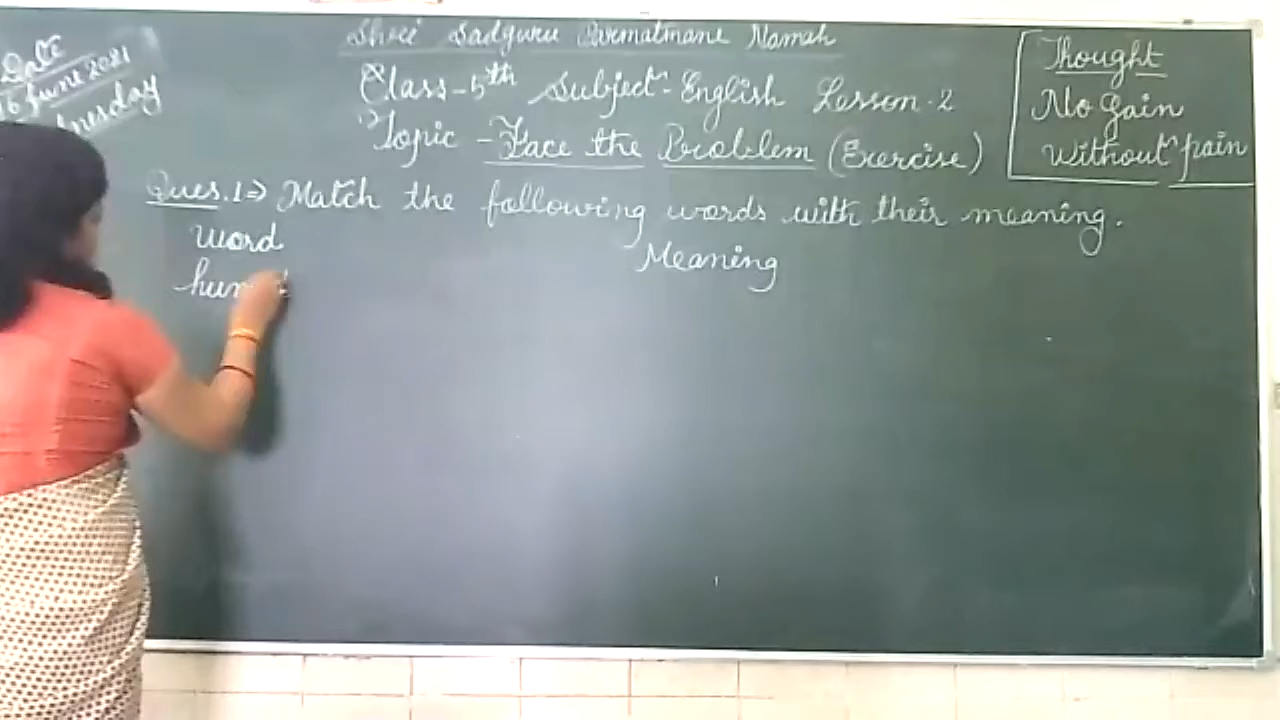 Date
16 June 2021
Shree Sadguru Parmatmane Namah
Class-5th Subject-English Lesson-2
Topic - Face the Problem (Exercise)
Thought
No Gain
without pain
Ques.1⇒ Match the following words with their meaning.
word
Meaning